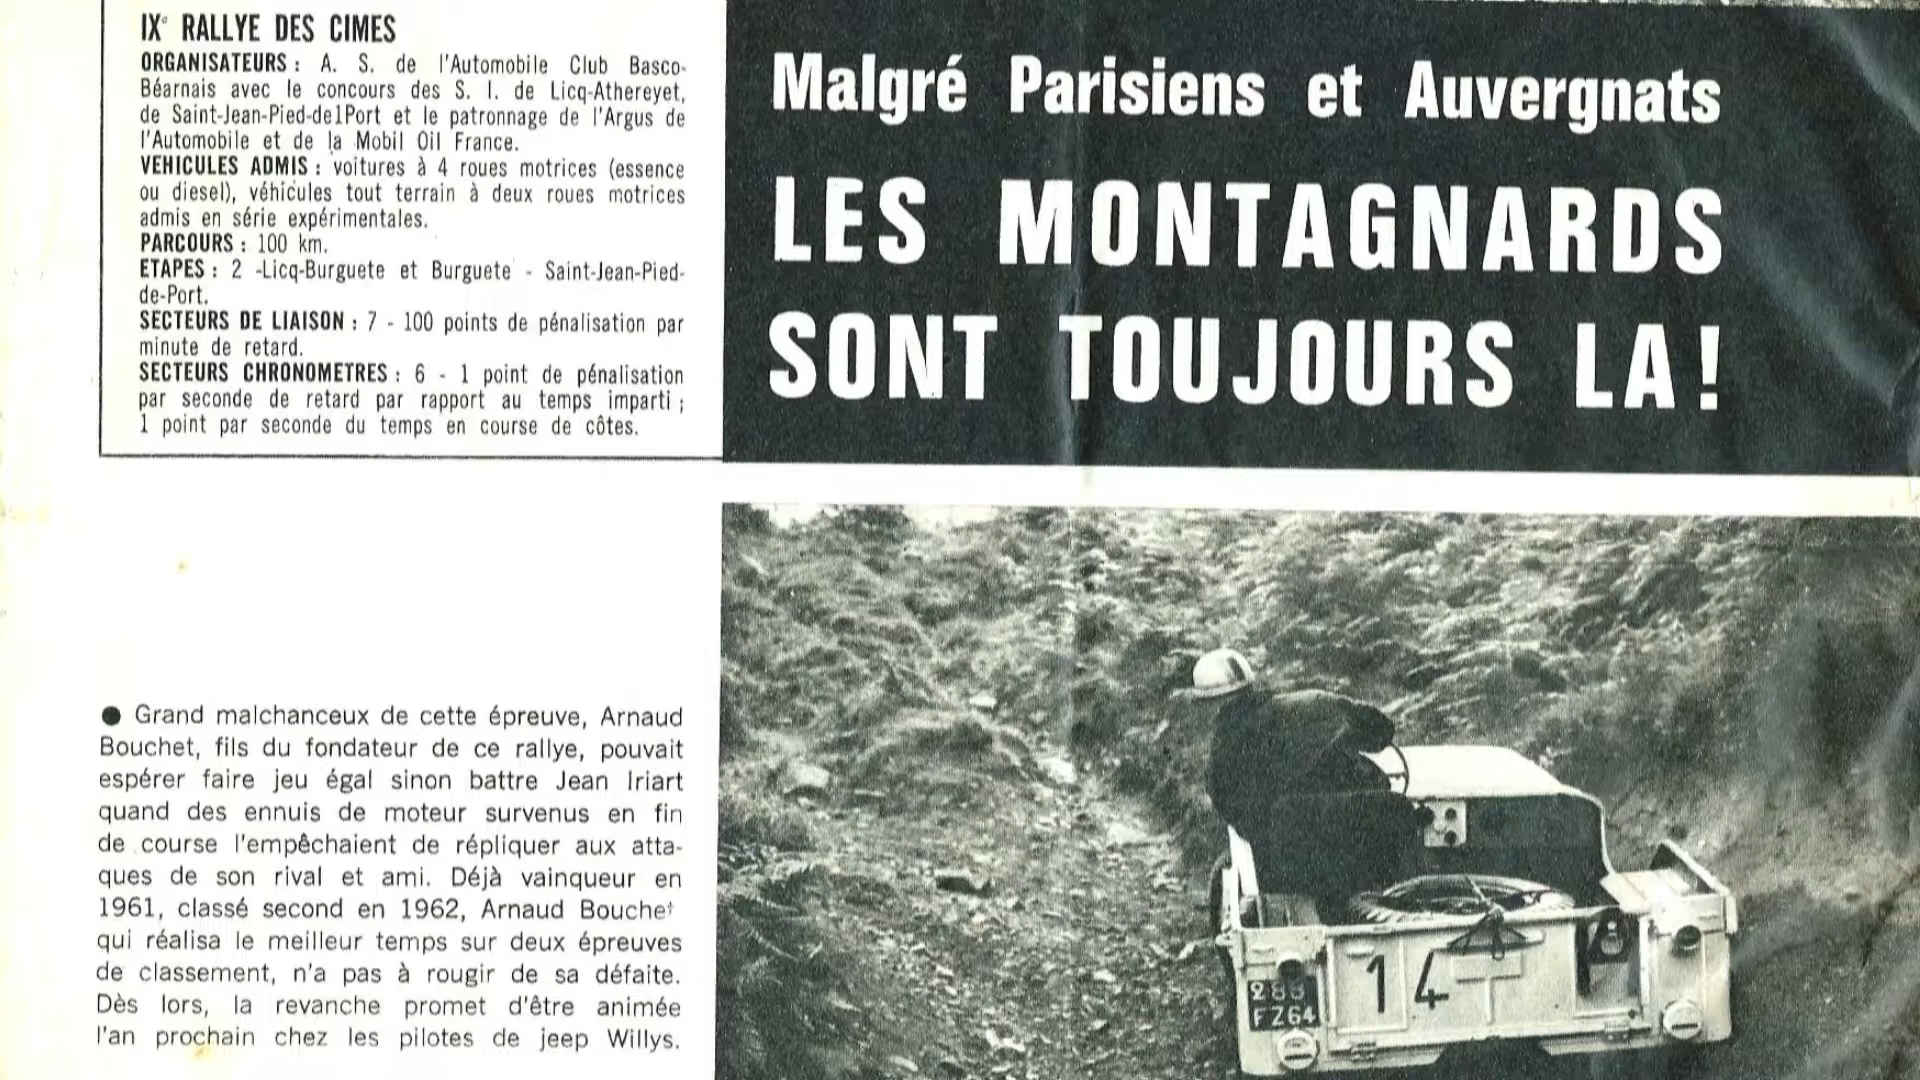 IXe RALLYE DES CIMES
ORGANISATEURS : A. S. de l'Automobile Club Basco-
Béarnais avec le concours des S. I. de Licq-Athereyet,
de Saint-Jean-Pied-de1Port et le patronnage de l'Argus de
l'Automobile et de la Mobil Oil France.
VEHICULES ADMIS : voitures à 4 roues motrices (essence
ou diesel), véhicules tout terrain à deux roues motrices
admis en série expérimentales.
PARCOURS : 100 km.
ETAPES : 2 -Licq-Burguete et Burguete - Saint-Jean-Pied-
de-Port.
SECTEURS DE LIAISON : 7 - 100 points de pénalisation par
minute de retard.
SECTEURS CHRONOMETRES : 6 - 1 point de pénalisation
par seconde de retard par rapport au temps imparti ;
1 point par seconde du temps en course de côtes.
Malgré Parisiens et Auvergnats
LES MONTAGNARDS
SONT TOUJOURS LA !
● Grand malchanceux de cette épreuve, Arnaud
Bouchet, fils du fondateur de ce rallye, pouvait
espérer faire jeu égal sinon battre Jean Iriart
quand des ennuis de moteur survenus en fin
de course l'empêchaient de répliquer aux atta-
ques de son rival et ami. Déjà vainqueur en
1961, classé second en 1962, Arnaud Bouchet
qui réalisa le meilleur temps sur deux épreuves
de classement, n'a pas à rougir de sa défaite.
Dès lors, la revanche promet d'être animée
l'an prochain chez les pilotes de jeep Willys.
14
FZ64